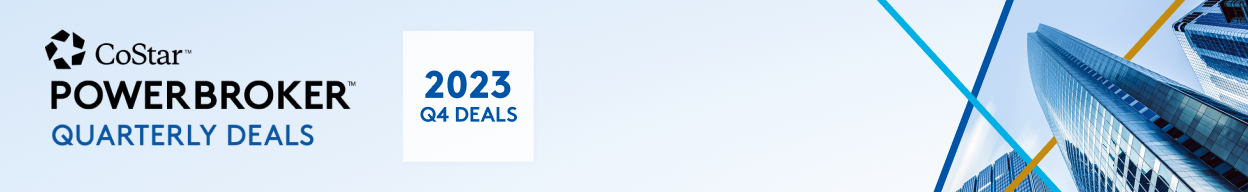 CoStar™
POWERBROKER™
QUARTERLY DEALS
2023
Q4 DEALS